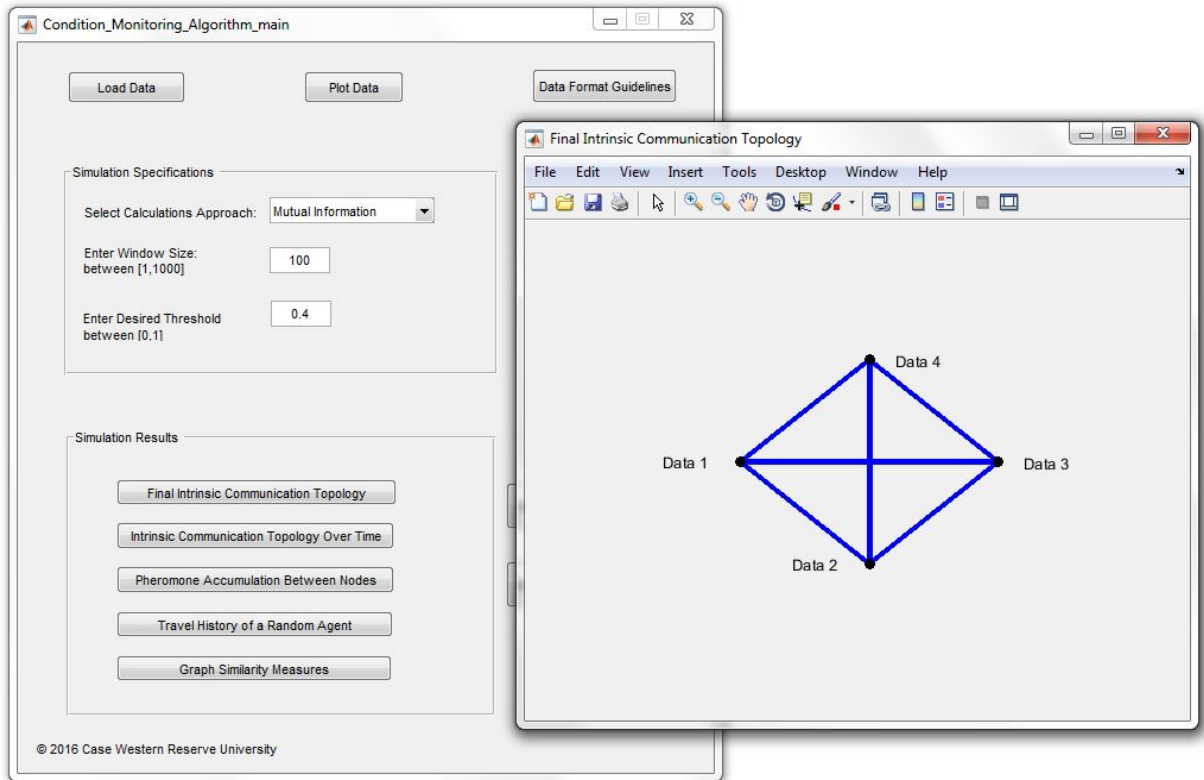 Condition_Monitoring_Algorithm_main
Load Data
Plot Data
Data Format Guidelines
Simulation Specifications
Select Calculations Approach:
Mutual Information
Enter Window Size:
between [1,1000]
100
Enter Desired Threshold
between [0,1]
0.4
Simulation Results
Final Intrinsic Communication Topology
Intrinsic Communication Topology Over Time
Pheromone Accumulation Between Nodes
Travel History of a Random Agent
Graph Similarity Measures
© 2016 Case Western Reserve University
Final Intrinsic Communication Topology
File Edit View Insert Tools Desktop Window Help
Data 4
Data 1
Data 3
Data 2